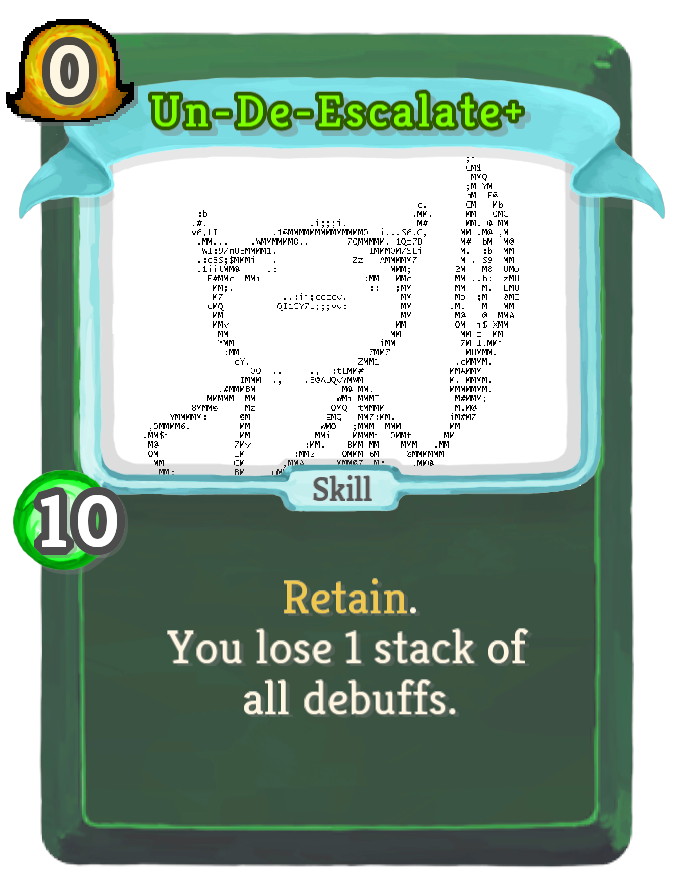 0
Un-De-Escalate+
Skill
10
Retain.
You lose 1 stack of
all debuffs.